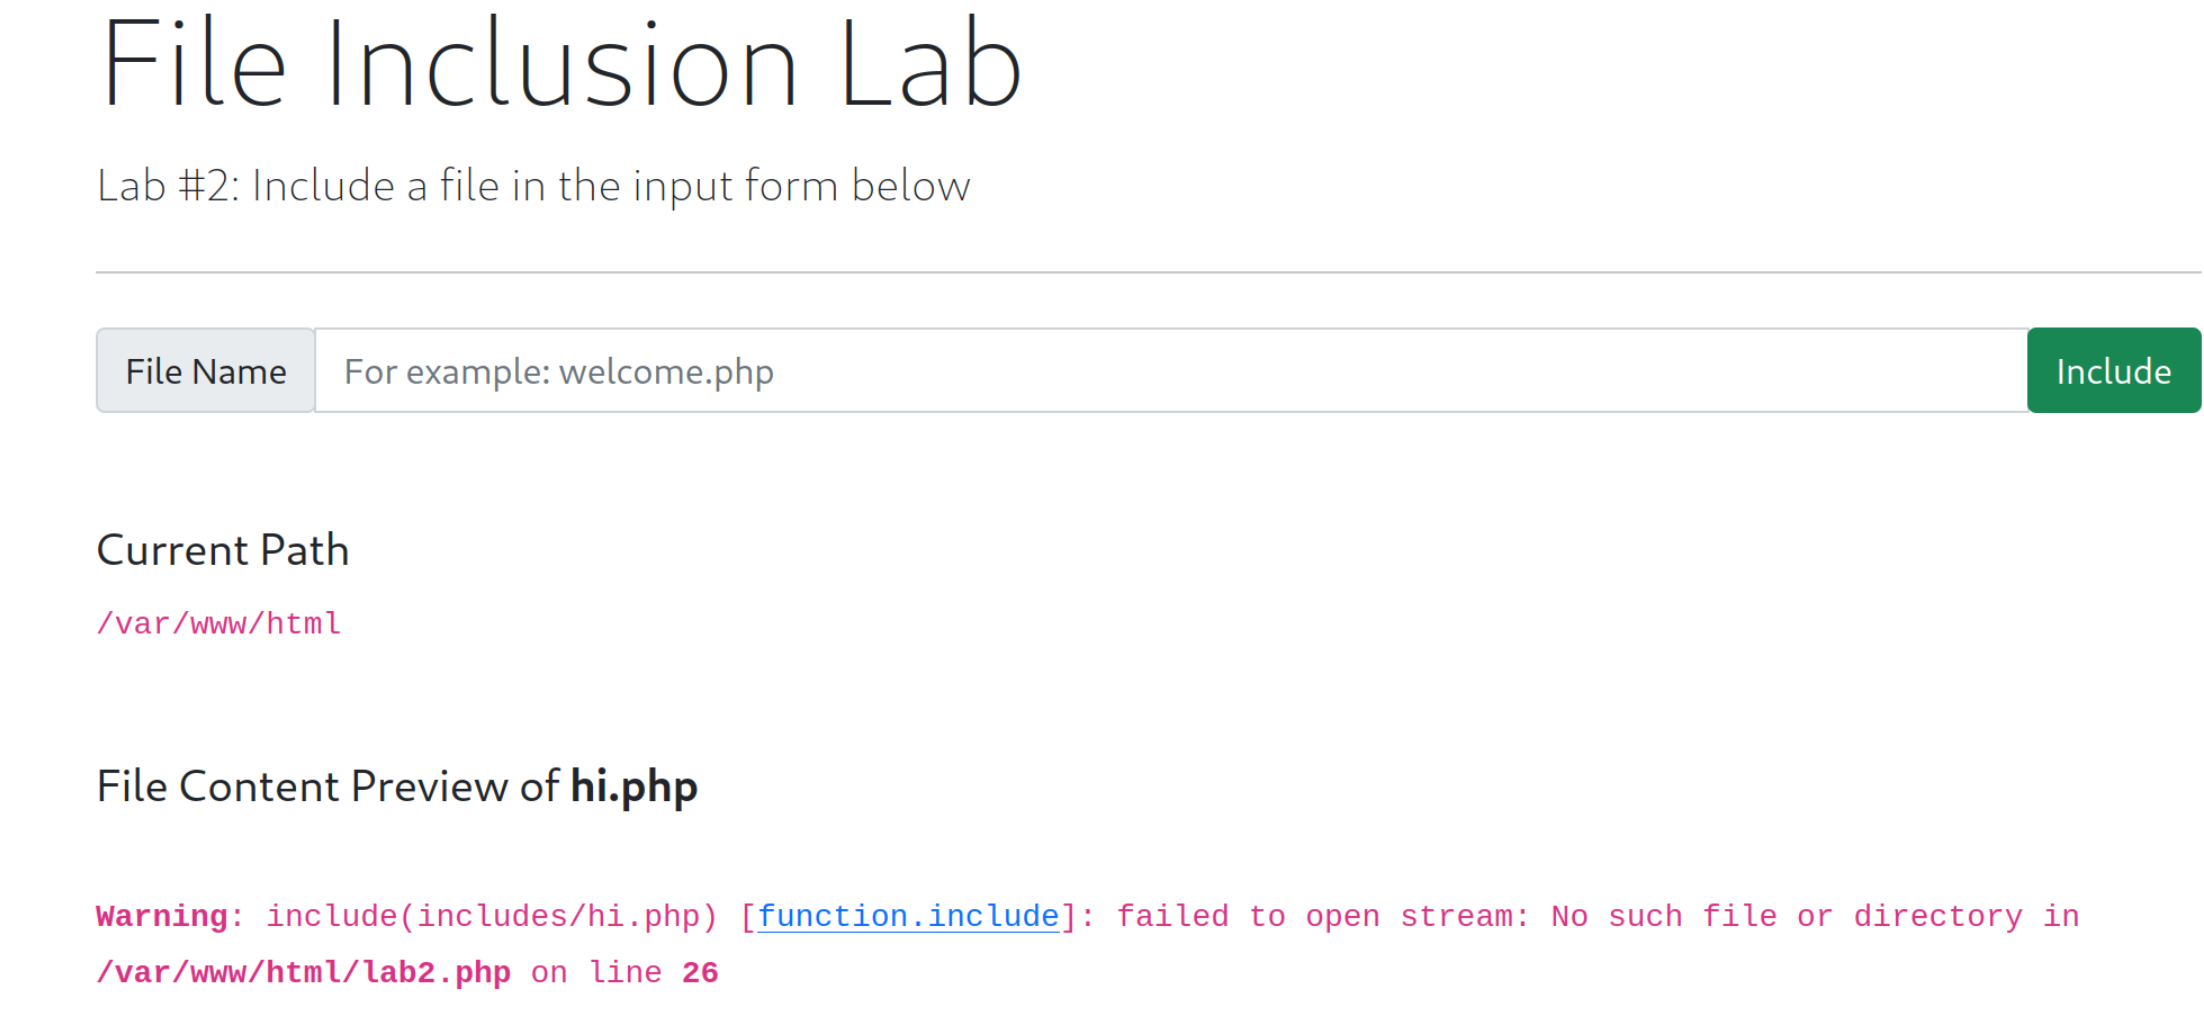 File Inclusion Lab
Lab #2: Include a file in the input form below
File Name For example: welcome.php Include
Current Path
/var/www/html
File Content Preview of hi.php
Warning: include(includes/hi.php) [function.include]: failed to open stream: No such file or directory in
/var/www/html/lab2.php on line 26